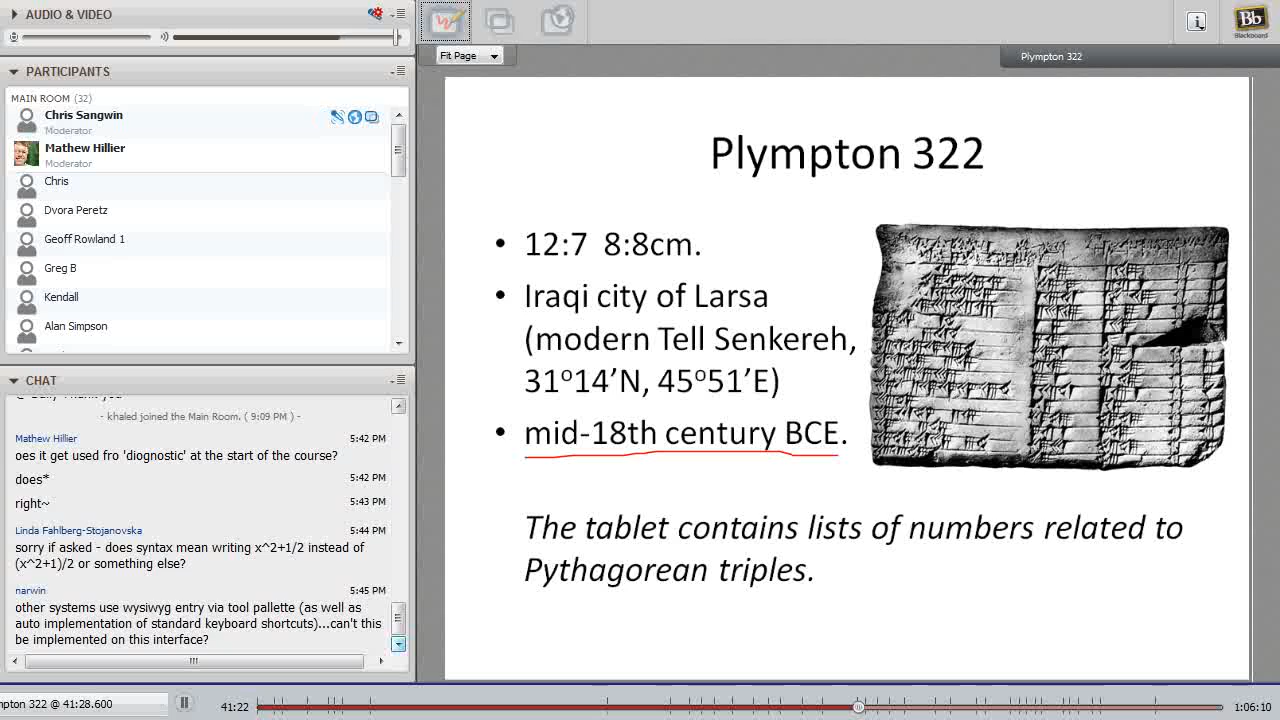 AUDIO & VIDEO
PARTICIPANTS
MAIN ROOM (32)
Chris Sangwin
Moderator
Mathew Hillier
Moderator
Chris
Dvora Peretz
Geoff Rowland 1
Greg B
Kendall
Alan Simpson
CHAT
- khaled joined the Main Room. ( 9:09 PM ) -
Mathew Hillier 5:42 PM
oes it get used fro 'diagnostic' at the start of the course?
does* 5:42 PM
right~ 5:43 PM
Linda Fahlberg-Stojanovska 5:44 PM
sorry if asked - does syntax mean writing x^2+1/2 instead of
(x^2+1)/2 or something else?
narwin 5:45 PM
other systems use wysiwyg entry via tool pallette (as well as
auto implementation of standard keyboard shortcuts)...can't this
be implemented on this interface?
Fit Page
Plympton 322
Bb
Blackboard
Plympton 322
• 12:7 8:8cm.
• Iraqi city of Larsa
(modern Tell Senkereh,
31º14’N, 45º51’E)
• mid-18th century BCE.
The tablet contains lists of numbers related to
Pythagorean triples.
mpton 322 @ 41:28.600
41:22
1:06:10